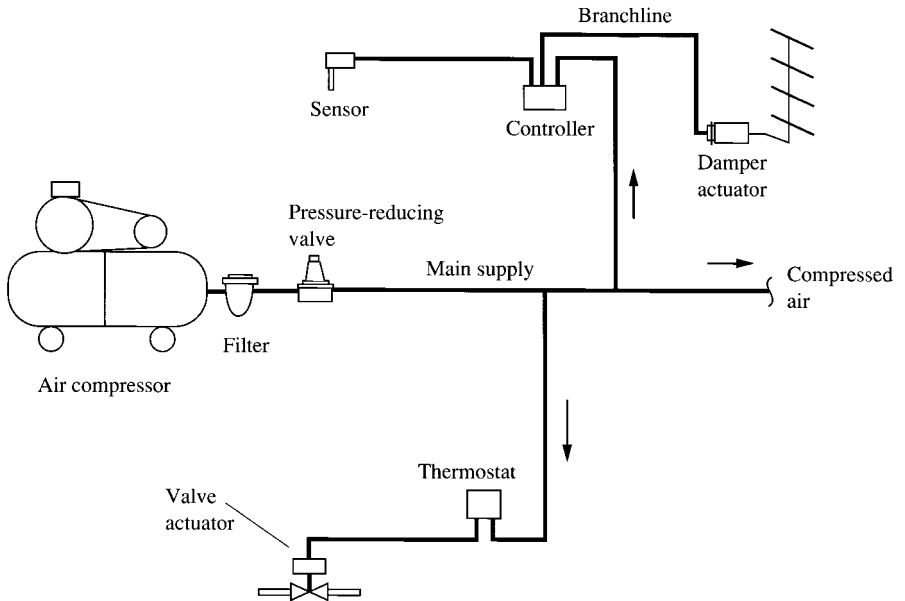 Branchline
Sensor
Controller
Damper
actuator
Pressure-reducing
valve
Main supply
Compressed
air
Filter
Air compressor
Thermostat
Valve
actuator